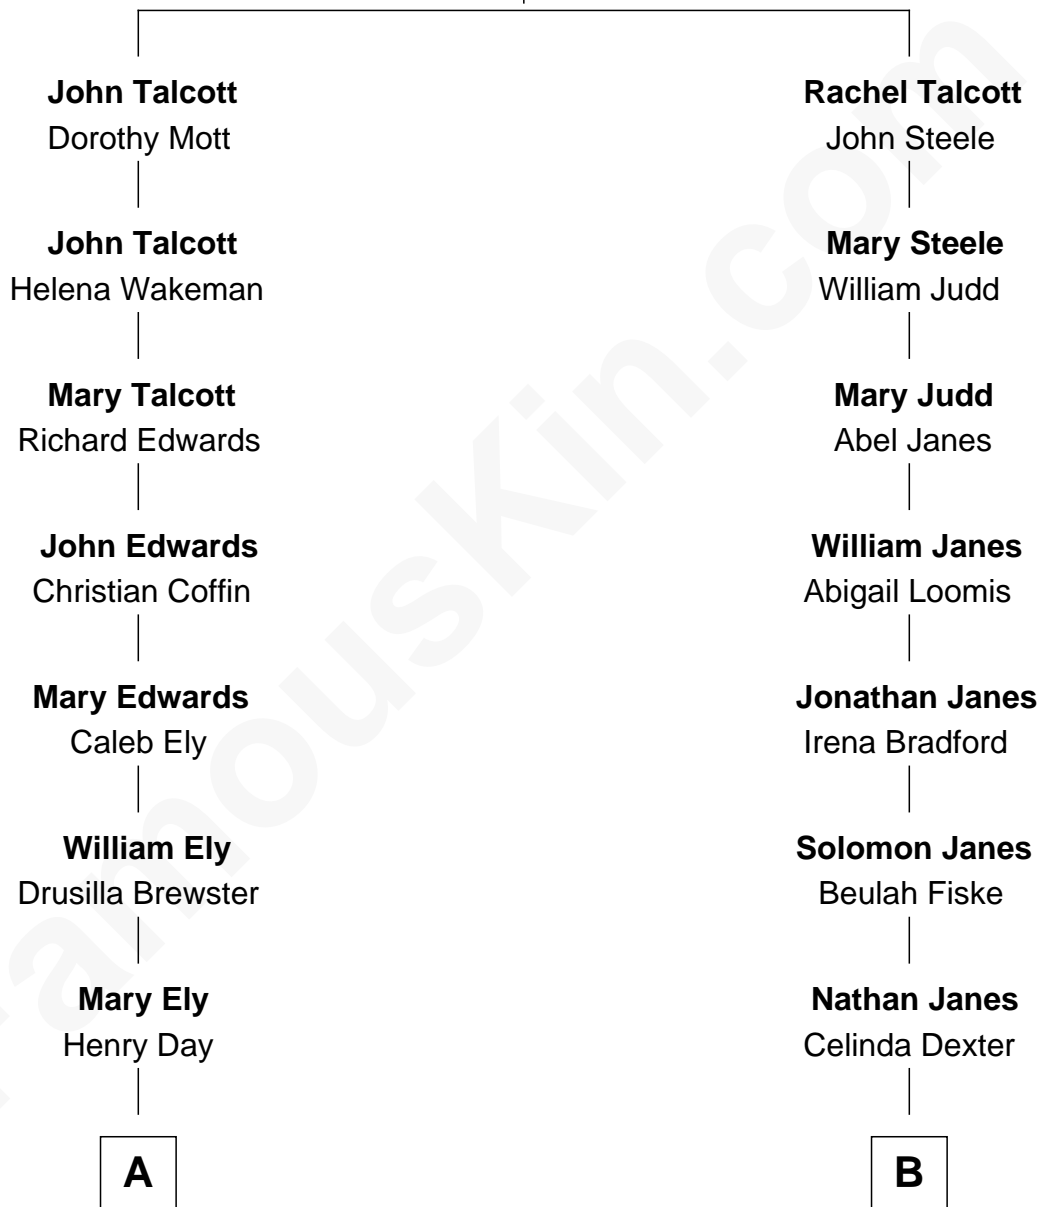 John Talcott
Dorothy Mott
Rachel Talcott
John Steele
John Talcott
Helena Wakeman
Mary Steele
William Judd
Mary Talcott
Richard Edwards
Mary Judd
Abel Janes
John Edwards
Christian Coffin
William Janes
Abigail Loomis
Mary Edwards
Caleb Ely
Jonathan Janes
Irena Bradford
William Ely
Drusilla Brewster
Solomon Janes
Beulah Fiske
Mary Ely
Henry Day
Nathan Janes
Celinda Dexter
A
B
FamousKin.com